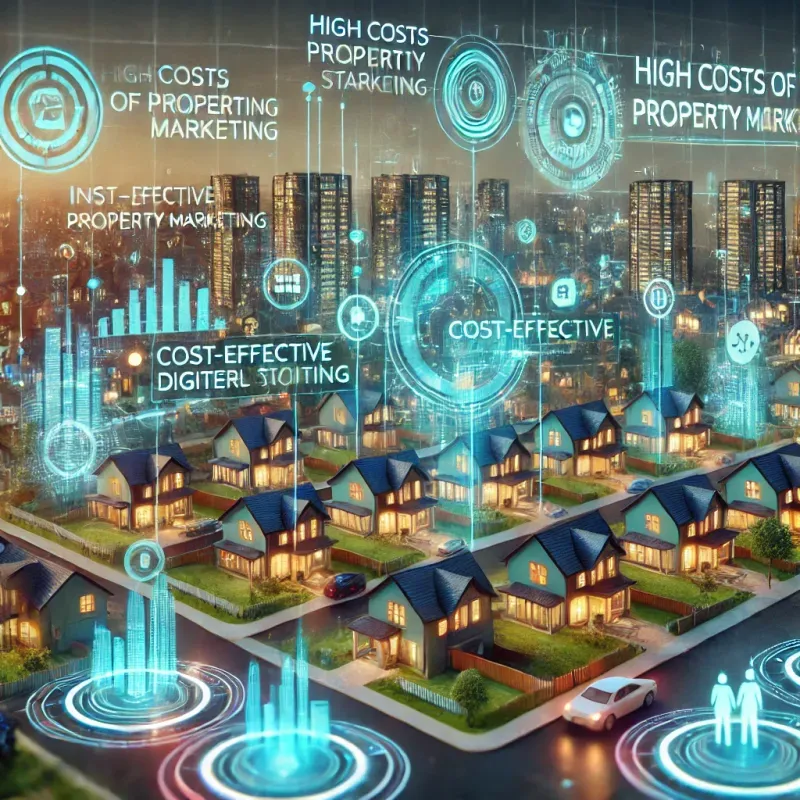 HIGH COSTS
OF PROPERTING
MARKETING
HIGH COSTS
PROPERTY
STARKEING
HIGH COSTS OF
PROPERTY MARK
INST-EFFECTIVE
PROPERTY MARKETING
COST-EFFECTIVE
DIGITERL STOITING
COST-EFFECTIVE